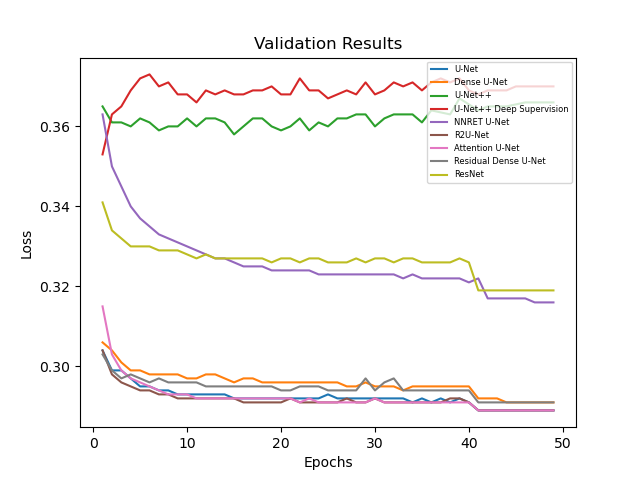 Validation Results
U-Net
Dense U-Net
U-Net++
U-Net++ Deep Supervision
NNRET U-Net
R2U-Net
Attention U-Net
Residual Dense U-Net
ResNet
0.36
0.34
0.32
0.30
Loss
0 10 20 30 40 50
Epochs